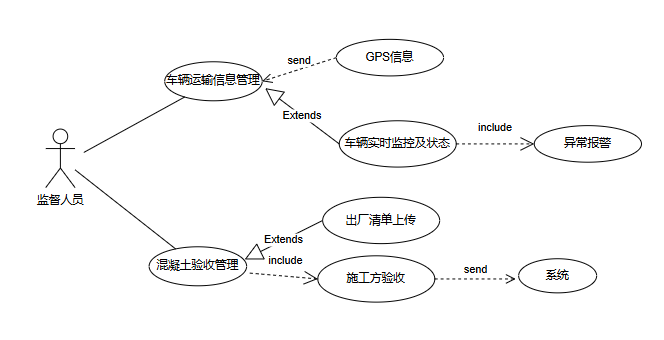 send
GPS信息
车辆运输信息管理
Extends
车辆实时监控及状态
include
异常报警
监督人员
出厂清单上传
Extends
混凝土验收管理
include
施工方验收
send
系统